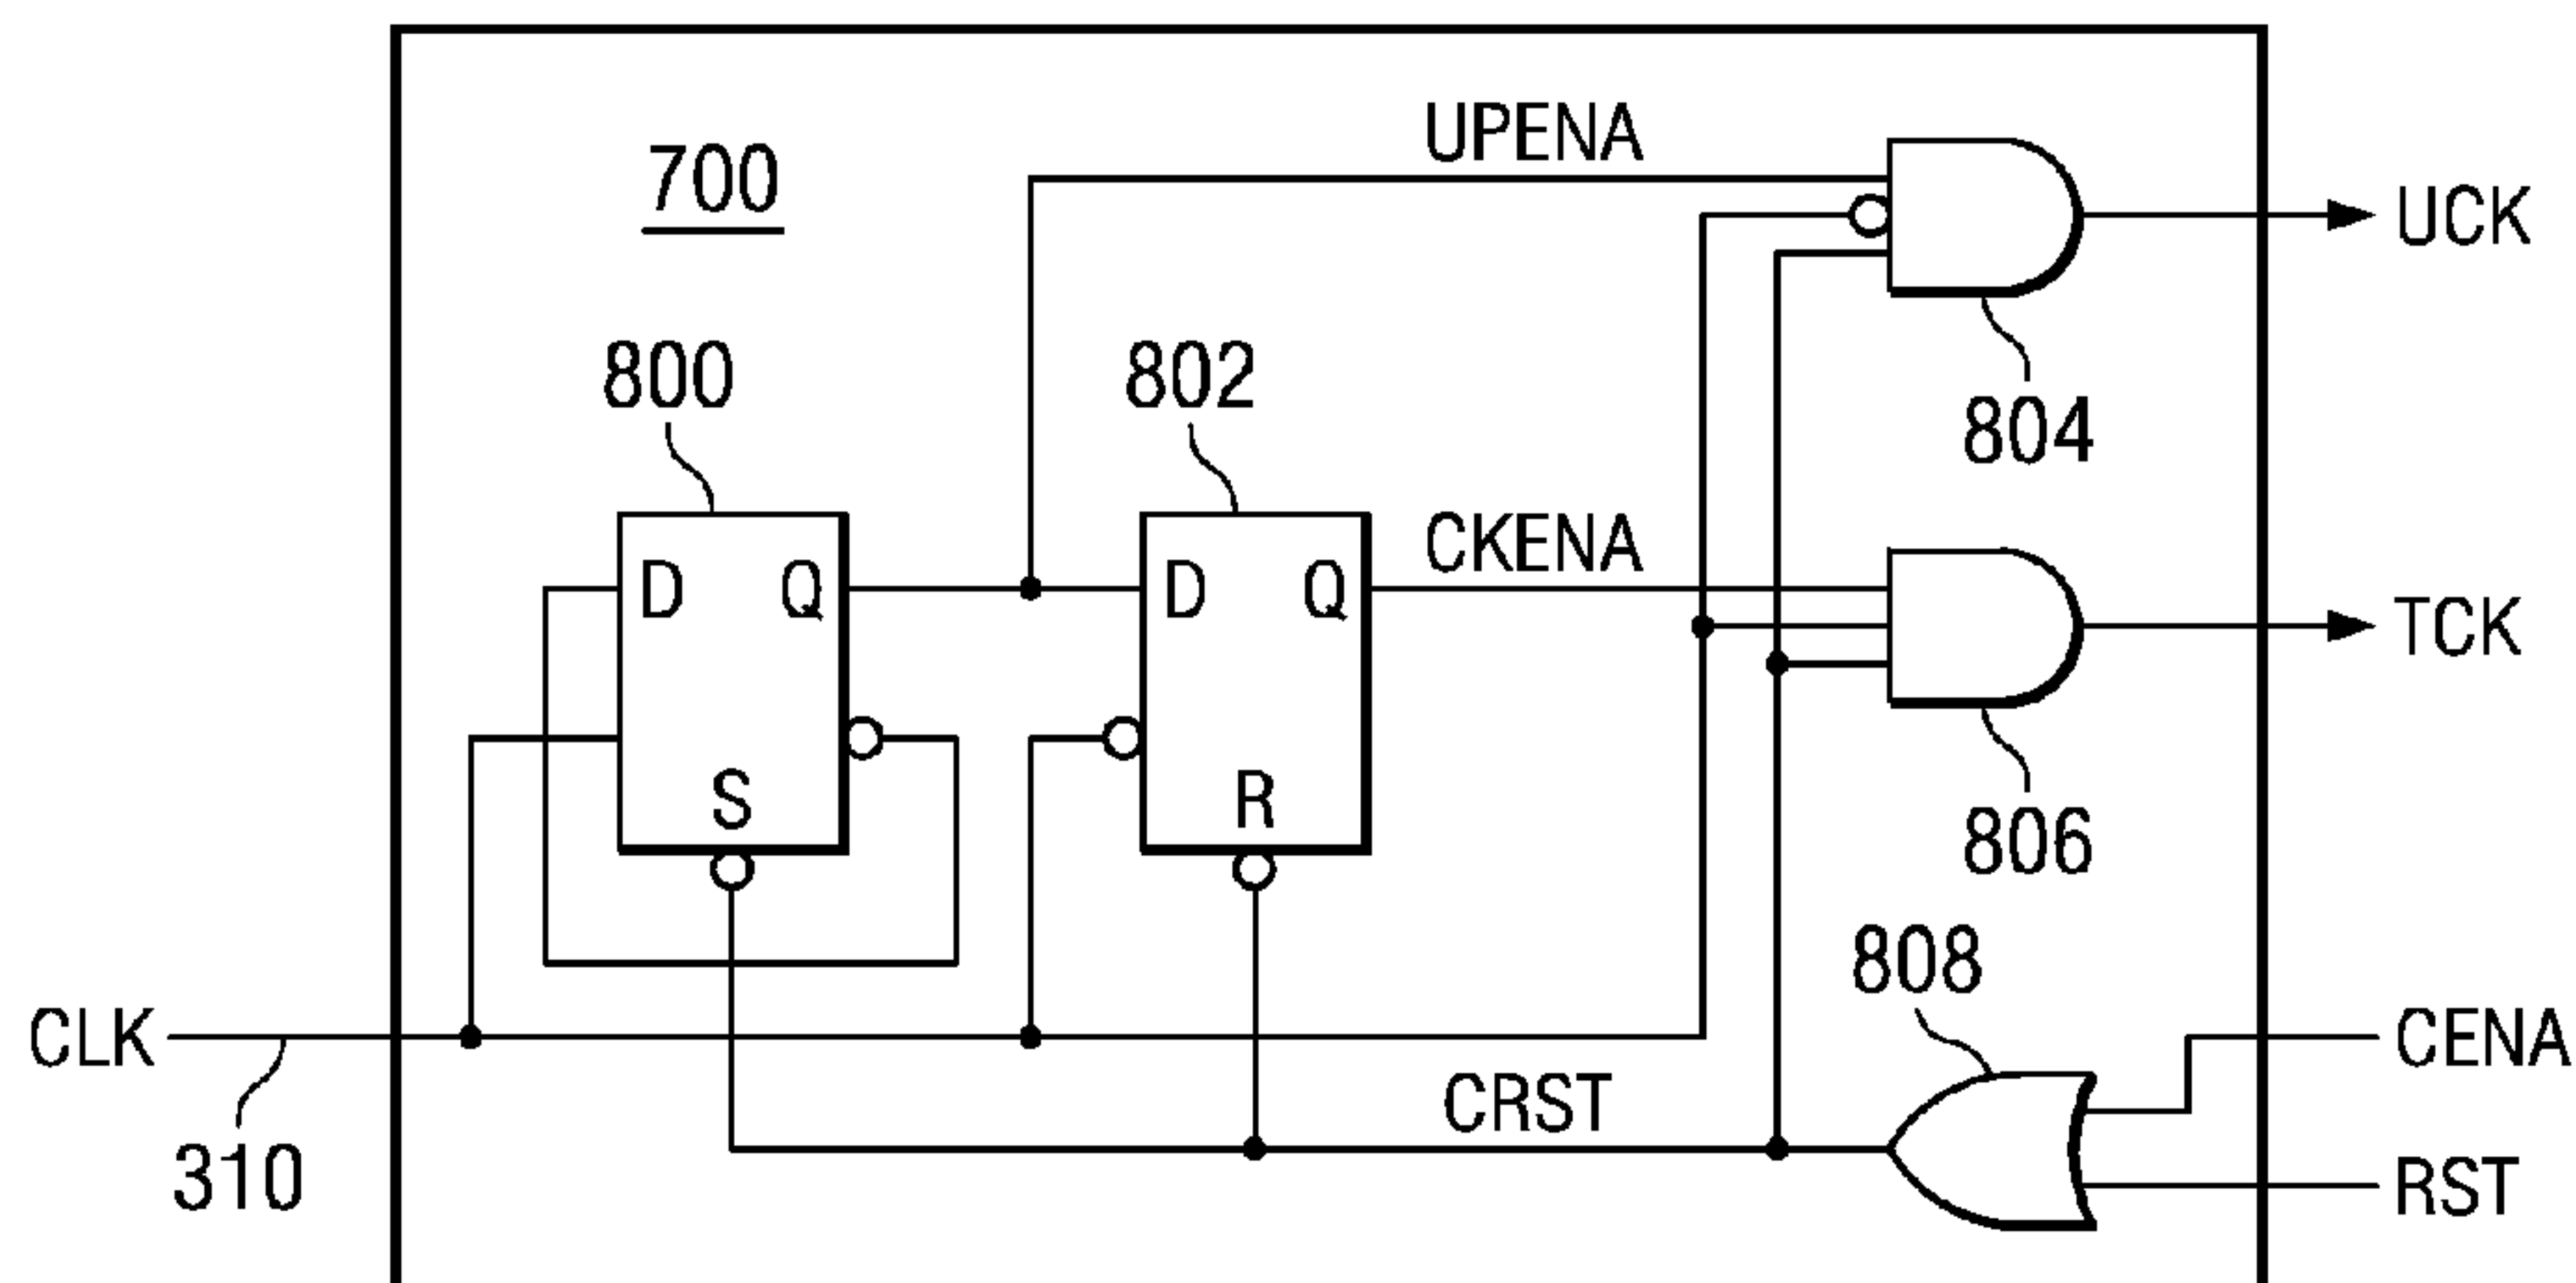 UPENA
700
UCK
800
802
804
D
Q
D
Q
CKENA
TCK
S
R
806
808
CLK
CENA
CRST
310
RST